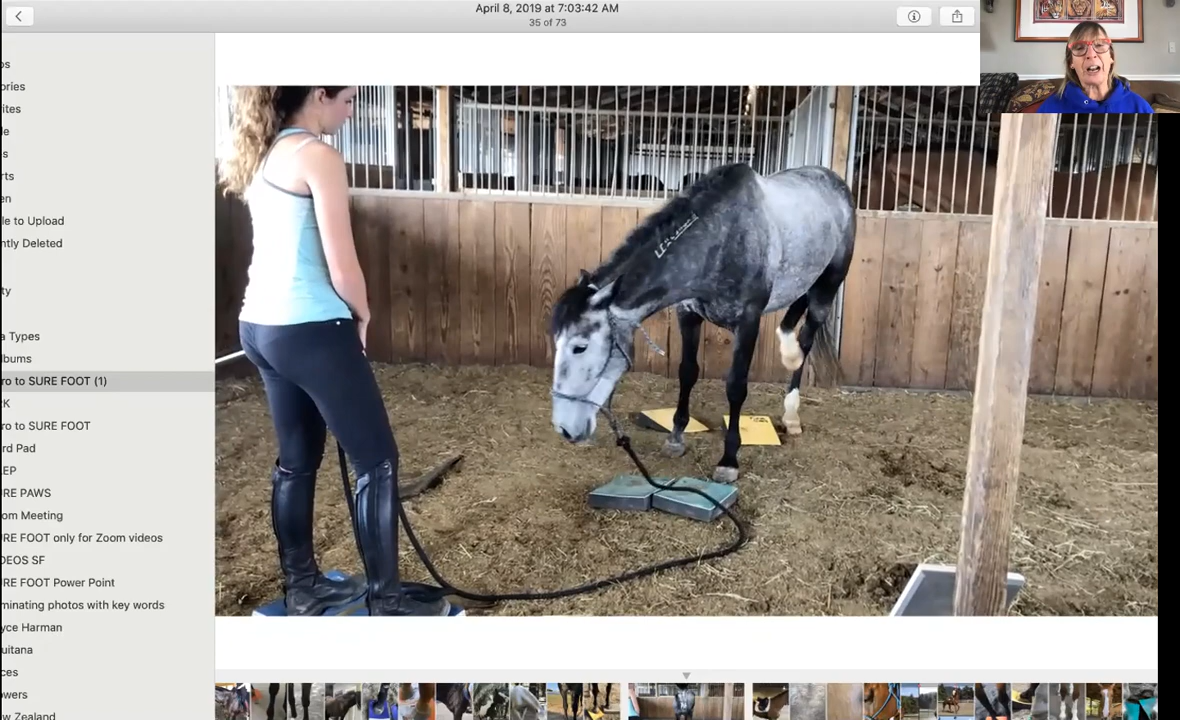 April 8, 2019 at 7:03:42 AM
35 of 73
os
ories
ites
le
s
rts
en
le to Upload
ntly Deleted
ty
a Types
lbums
ro to SURE FOOT (1)
K
ro to SURE FOOT
ard Pad
EP
RE PAWS
om Meeting
RE FOOT only for Zoom videos
DEOS SF
RE FOOT Power Point
minating photos with key words
yce Harman
uitana
ces
owers
w Zealand